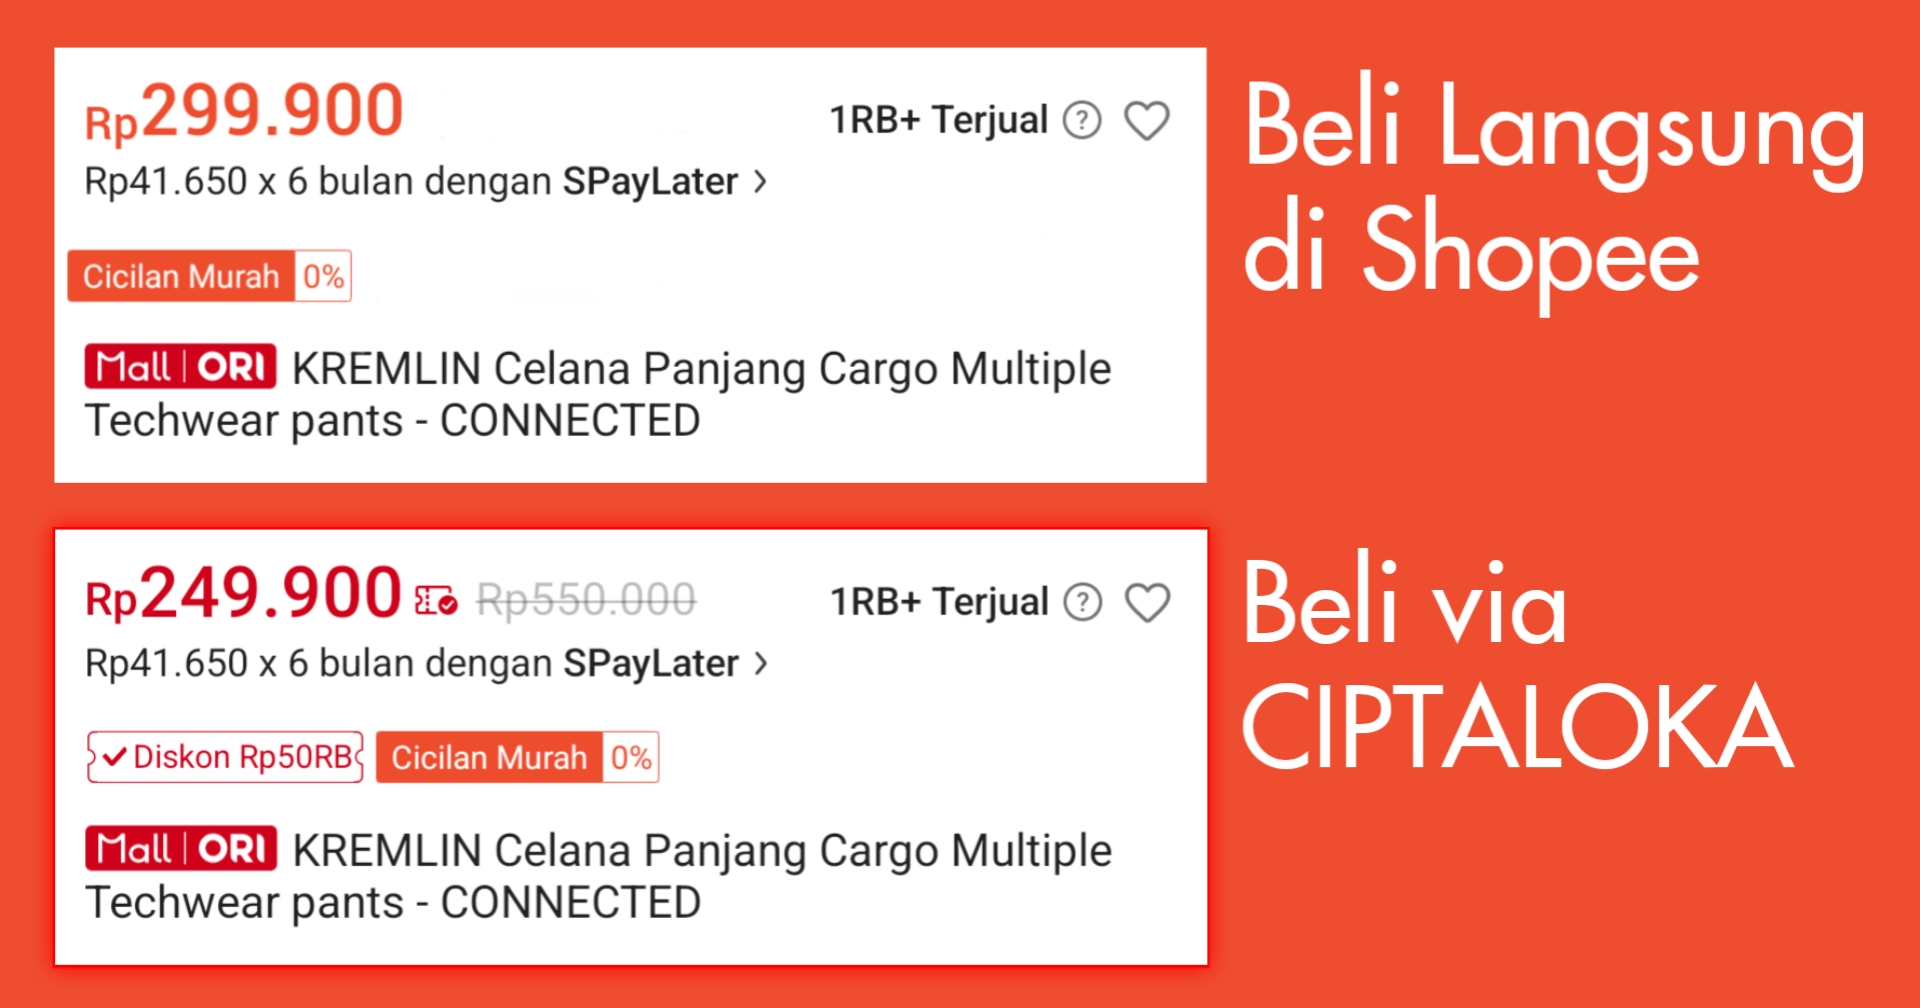 Rp299.900
1RB+ Terjual ?
Rp41.650 x 6 bulan dengan SPayLater >
Cicilan Murah 0%
Mall | ORI KREMLIN Celana Panjang Cargo Multiple
Techwear pants - CONNECTED
Beli Langsung
di Shopee
Rp249.900 Rp550.000
1RB+ Terjual ?
Rp41.650 x 6 bulan dengan SPayLater >
Diskon Rp50RB Cicilan Murah 0%
Mall | ORI KREMLIN Celana Panjang Cargo Multiple
Techwear pants - CONNECTED
Beli via
CIPTALOKA